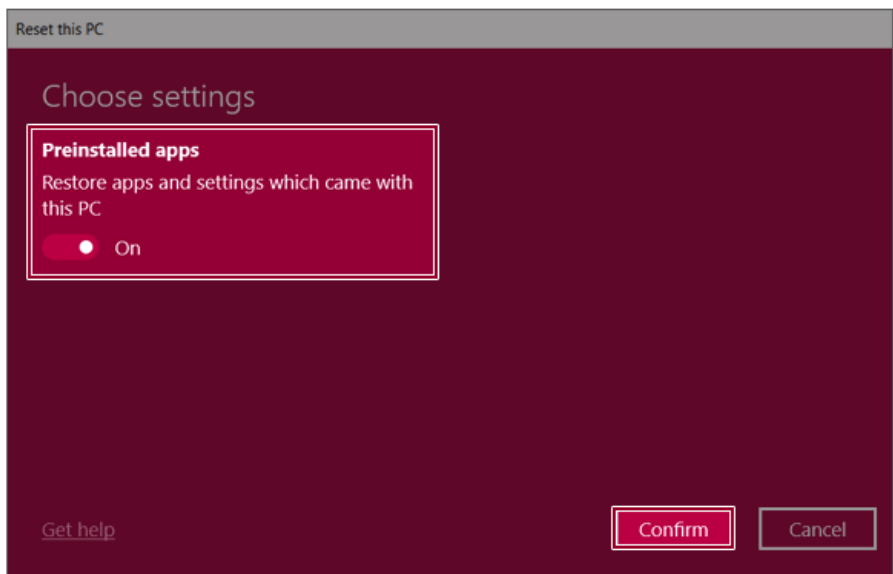 Reset this PC
Choose settings
Preinstalled apps
Restore apps and settings which came with
this PC
On
Get help
Confirm
Cancel